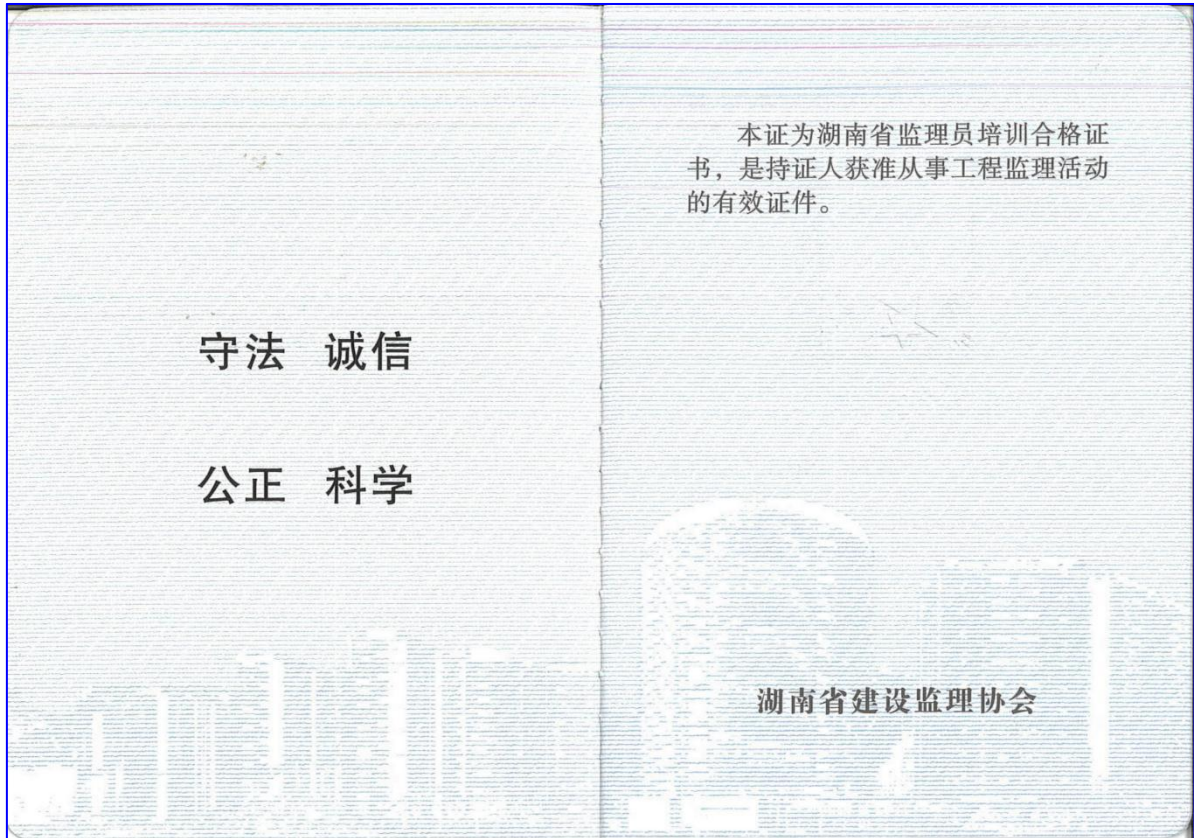 守法 诚信
公正 科学
本证为湖南省监理员培训合格证
书，是持证人获准从事工程监理活动
的有效证件。
湖南省建设监理协会